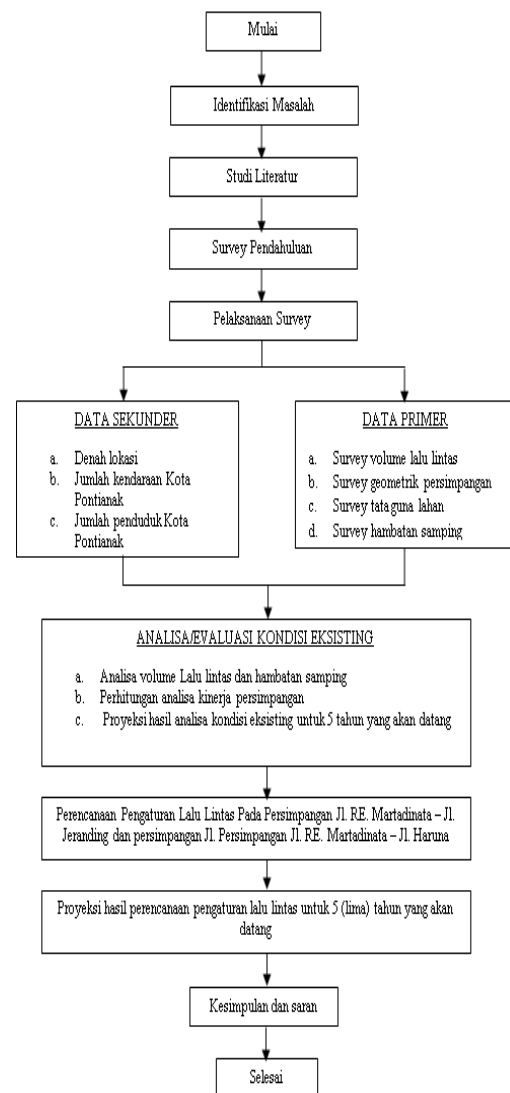 Mulai
Identifikasi Masalah
Studi Literatur
Survey Pendahuluan
Pelaksanaan Survey
DATA SEKUNDER
a. Denah lokasi
b. Jumlah kendaraan Kota
Pontianak
c. Jumlah penduduk Kota
Pontianak
DATA PRIMER
a. Survey volume lalu lintas
b. Survey geometrik persimpangan
c. Survey tata guna lahan
d. Survey hambatan samping
ANALISA/EVALUASI KONDISI EKSISTING
a. Analisa volume Lalu lintas dan hambatan samping
b. Perhitungan analisa kinerja persimpangan
c. Proyeksi hasil analisa kondisi eksisting untuk 5 tahun yang akan datang
Perencanaan Pengaturan Lalu Lintas Pada Persimpangan Jl. RE. Martadinata – Jl.
Jeranding dan persimpangan Jl. Persimpangan Jl. RE. Martadinata – Jl. Haruna
Proyeksi hasil perencanaan pengaturan lalu lintas untuk 5 (lima) tahun yang akan
datang
Kesimpulan dan saran
Selesai